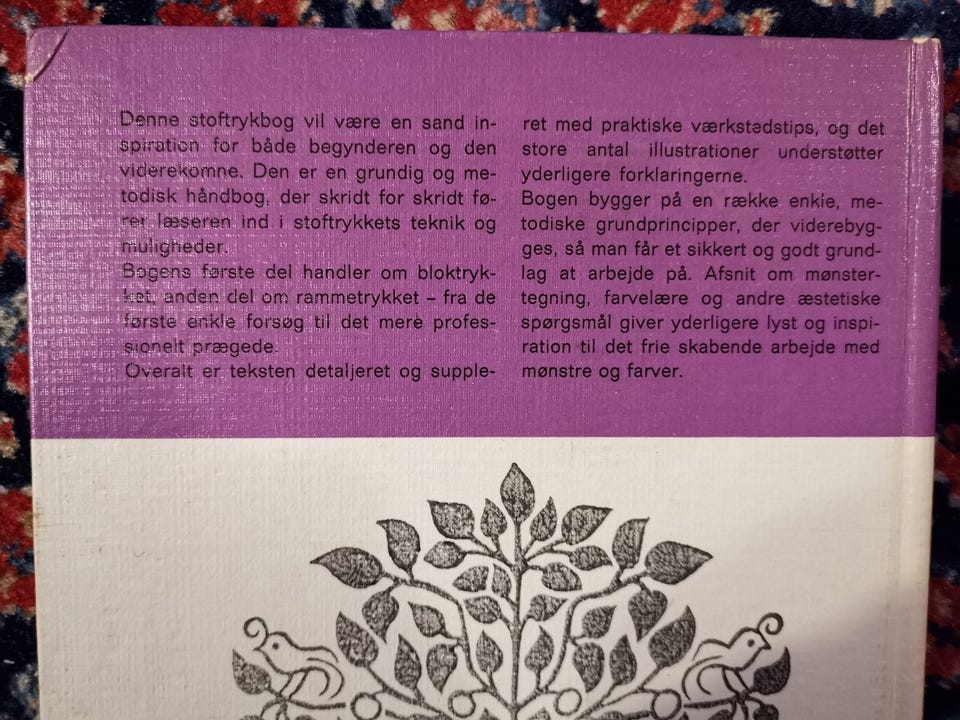 Denne stoftrykbog vil være en sand in-
spiration for både begynderen og den
viderekomne. Den er en grundig og me-
todisk håndbog, der skridt for skridt fø-
rer læseren ind i stoftrykkets teknik og
muligheder.
Bogens første del handler om bloktryk-
ket, anden del om rammetrykket – fra de
første enkle forsøg til det mere profes-
sionelt prægede.
Overalt er teksten detaljeret og supple-
ret med praktiske værkstedstips, og det
store antal illustrationer understøtter
yderligere forklaringerne.
Bogen bygger på en række enkle, me-
todiske grundprincipper, der viderebyg-
ges, så man får et sikkert og godt grund-
lag at arbejde på. Afsnit om mønster-
tegning, farvelære og andre æstetiske
spørgsmål giver yderligere lyst og inspi-
ration til det frie skabende arbejde med
mønstre og farver.